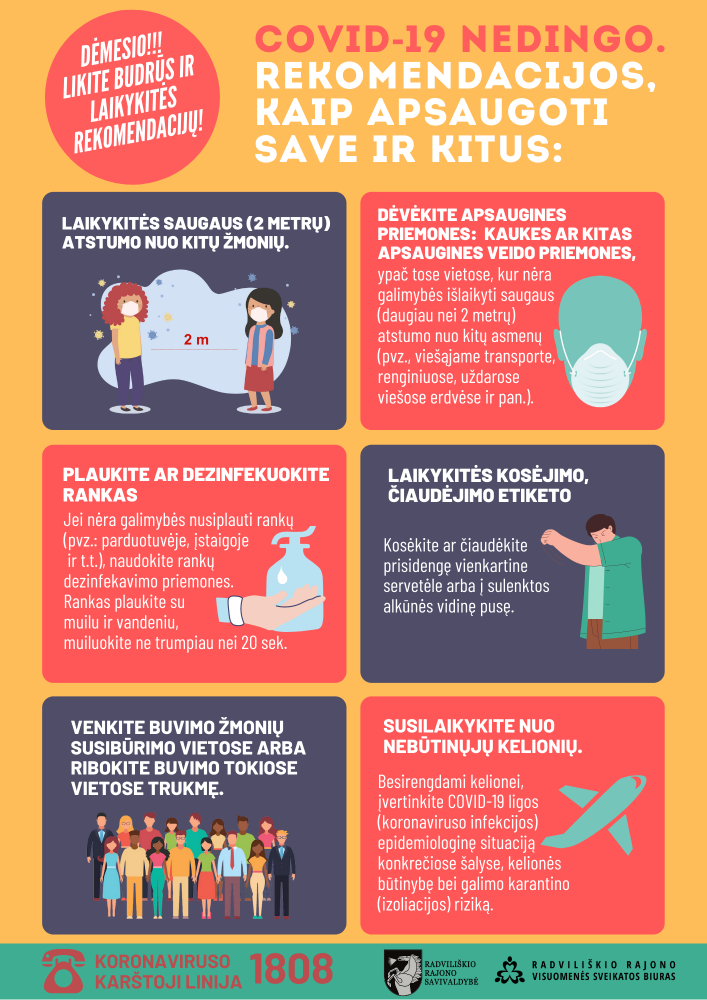 DĖMESIO!!!
LIKITE BUDRŪS IR
LAIKYKITĖS
REKOMENDACIJŲ!
COVID-19 NEDINGO.
REKOMENDACIJOS,
KAIP APSAUGOTI
SAVE IR KITUS:
LAIKYKITĖS SAUGAUS (2 METRŲ)
ATSTUMO NUO KITŲ ŽMONIŲ.
2 m
DĖVĖKITE APSAUGINES
PRIEMONES: KAUKES AR KITAS
APSAUGINES VEIDO PRIEMONES,
ypač tose vietose, kur nėra
galimybės išlaikyti saugaus
(daugiau nei 2 metrų)
atstumo nuo kitų asmenų
(pvz., viešajame transporte,
renginiuose, uždarose
viešose erdvėse ir pan.).
PLAUKITE AR DEZINFEKUOKITE
RANKAS
Jei nėra galimybės nusiplauti rankų
(pvz.: parduotuvėje, įstaigoje
ir t.t.), naudokite rankų
dezinfekavimo priemones.
Rankas plaukite su
muilu ir vandeniu,
muiluokite ne trumpiau nei 20 sek.
LAIKYKITĖS KOSĖJIMO,
ČIAUDĖJIMO ETIKETO
Kosėkite ar čiaudėkite
prisidengę vienkartine
servetėle arba į sulenktos
alkūnės vidinę pusę.
VENKITE BUVIMO ŽMONIŲ
SUSIBŪRIMO VIETOSE ARBA
RIBOKITE BUVIMO TOKIOSE
VIETOSE TRUKMĘ.
SUSILAIKYKITE NUO
NEBŪTINŲJŲ KELIONIŲ.
Besirengdami kelionei,
įvertinkite COVID-19 ligos
(koronaviruso infekcijos)
epidemiologinę situaciją
konkrečiose šalyse, kelionės
būtinybę bei galimo karantino
(izoliacijos) riziką.
KORONAVIRUSO
KARŠTOJI LINIJA 1808
RADVILIŠKIO
RAJONO
SAVIVALDYBĖ
RADVILIŠKIO RAJONO
VISUOMENĖS SVEIKATOS BIURAS